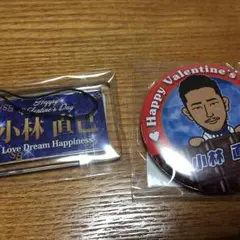 Happy
Valentine's Day
小林 直己
Love Dream Happiness
Happy Valentine's
小林 直